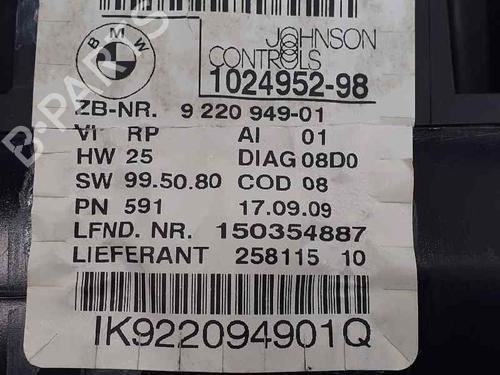 BMW
JOHNSON
CONTROLS
1024952-98
ZB-NR. 9 220 949-01
VI RP AI 01
HW 25 DIAG 08D0
SW 99.50.80 COD 08
PN 591 17.09.09
LFND. NR. 150354887
LIEFERANT 258115 10
IK922094901Q
B-PARTS